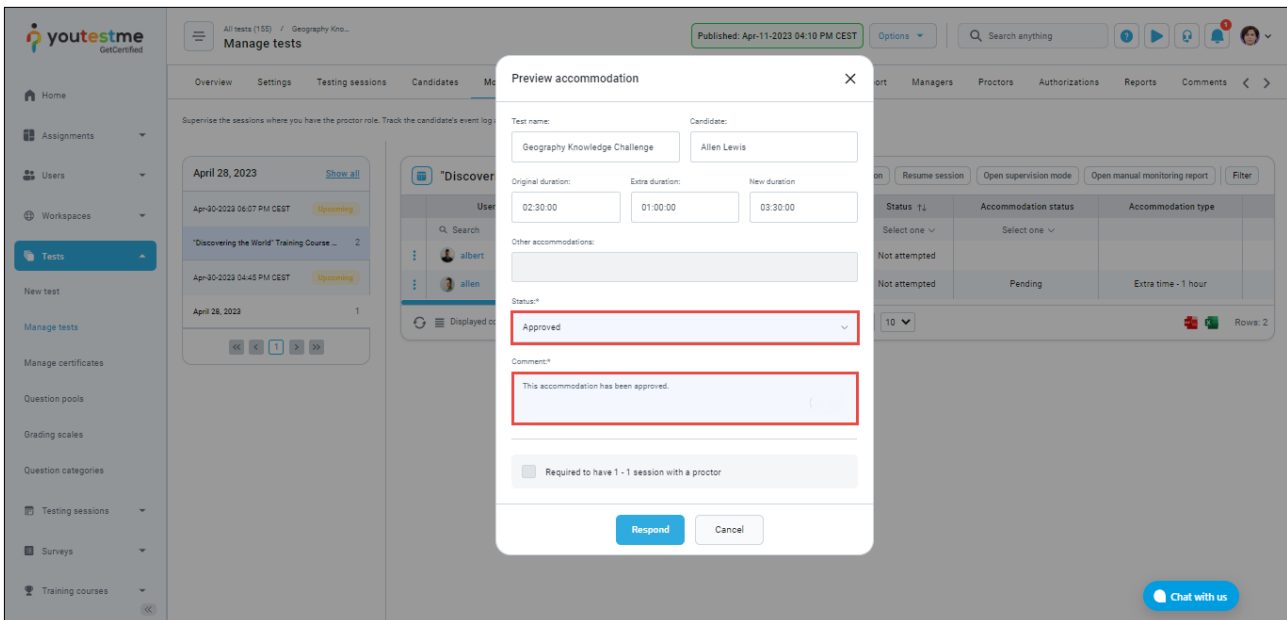 youtestme
GetCertified
All tests (155) / Geography Kno...
Manage tests
Published: Apr-11-2023 04:10 PM CEST
Options
Search anything
1
Home
Assignments
Users
Workspaces
Tests
New test
Manage tests
Manage certificates
Question pools
Grading scales
Question categories
Testing sessions
Surveys
Training courses
Overview Settings Testing sessions Candidates Mo
ort Managers Proctors Authorizations Reports Comments
Supervise the sessions where you have the proctor role. Track the candidate's event log
April 28, 2023 Show all
Apr-30-2023 06:07 PM CEST Upcoming
"Discovering the World" Training Course ... 2
Apr-30-2023 04:45 PM CEST Upcoming
April 28, 2023 1
<< < 1 > >>
"Discover
on Resume session Open supervision mode Open manual monitoring report Filter
User
Status Accommodation status Accommodation type
Search
Select one Select one
albert
Not attempted
allen
Not attempted Pending Extra time - 1 hour
Displayed co
10
Rows: 2
Preview accommodation
Test name: Candidate:
Geography Knowledge Challenge Allen Lewis
Original duration: Extra duration: New duration
02:30:00 01:00:00 03:30:00
Other accommodations:
Status:*
Approved
Comment:*
This accommodation has been approved.
Required to have 1 - 1 session with a proctor
Respond Cancel
Chat with us